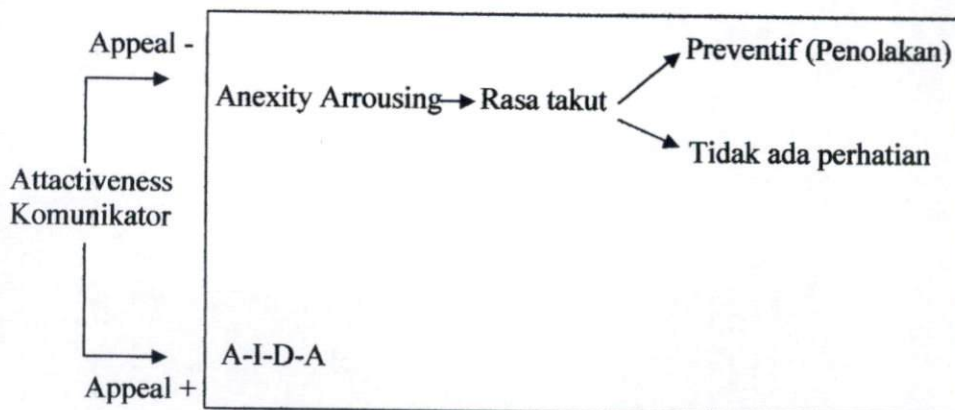 Appeal -
Preventif (Penolakan)
Anexity Arrousing
Rasa takut
Tidak ada perhatian
Attactiveness
Komunikator
A-I-D-A
Appeal +